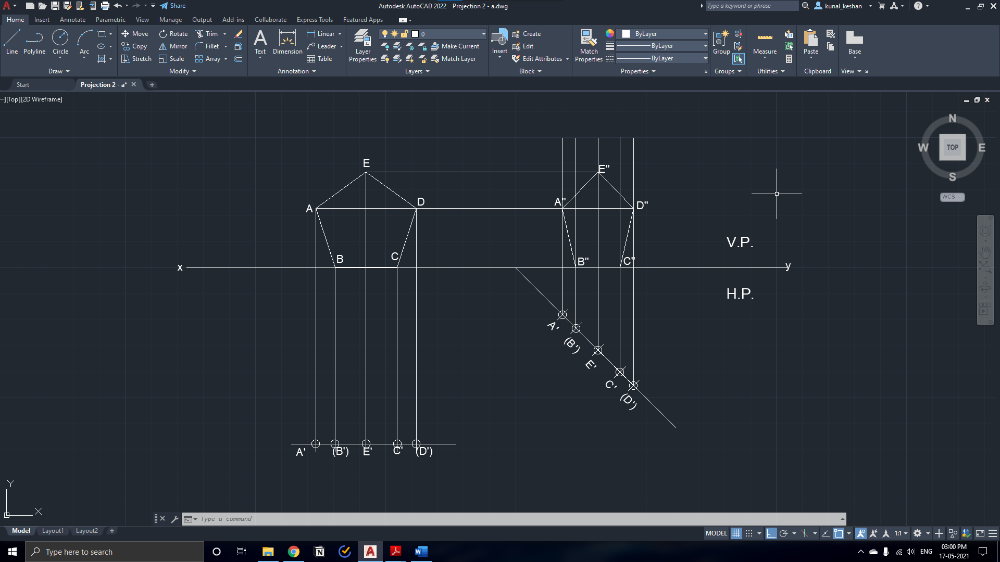 Share
Autodesk AutoCAD 2022 Projection 2 - a.dwg
Type a keyword or phrase
kunal_keshan
Home Insert Annotate Parametric View Manage Output Add-ins Collaborate Express Tools Featured Apps
Line Polyline Circle Arc
Move Rotate Trim
Copy Mirror Fillet
Stretch Scale Array
Text Dimension
Linear
Leader
Table
Layer Properties
0
Make Current
Match Layer
Insert
Create
Edit
Edit Attributes
Match Properties
ByLayer
ByLayer
ByLayer
Group
Measure
Paste
Base
Draw Modify Annotation Layers Block Properties Groups Utilities Clipboard View
Start Projection 2 - a*
−][Top][2D Wireframe]
N
W TOP E
S
WCS
E E"
A D A" D"
B C B" C"
x y
V.P.
H.P.
A'
(B')
E'
C'
(D')
A' (B') E' C' (D')
Y
X
Type a command
Model Layout1 Layout2
MODEL 1:1
Type here to search
ENG
03:00 PM
17-05-2021